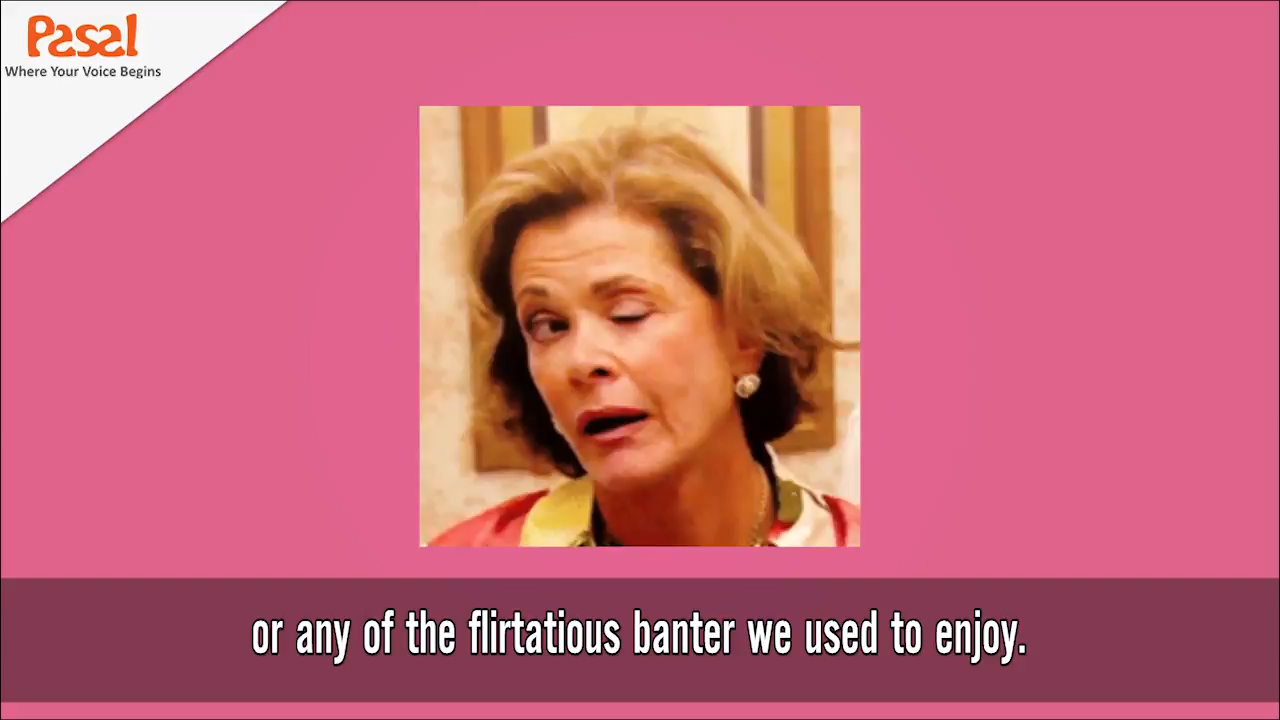 Pasal
Where Your Voice Begins
or any of the flirtatious banter we used to enjoy.